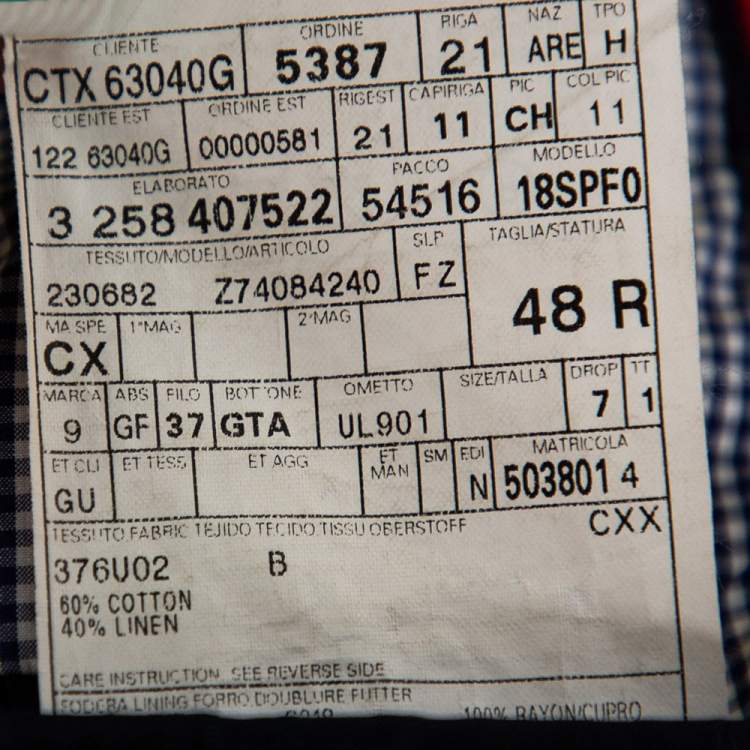 CLIENTE ORDINE RIGA NAZ TPO
CTX 63040G 5387 21 ARE H
CLIENTE EST ORDINE EST RIGEST CAPIRIGA PIC COL PIC
122 63040G 00000581 21 11 CH 11
ELABORATO PACCO MODELLO
3 258 407522 54516 18SPF0
TESSUTO/MODELLO/ARTICOLO SLP TAGLIA/STATURA
230682 Z74084240 FZ 48 R
MA SPE 1°MAG 2°MAG
CX
MARCA ABS FILO BOTTONE OMETTO SIZE/TALLA DROP TT
9 GF 37 GTA UL901 7 1
ET CLI ET TESS ET AGG ET MAN SM EDI MATRICOLA
GU N 503801 4
TESSUTO FABRIC TEJIDO TECIDO TISSU OBERSTOFF CXX
376U02 B
60% COTTON
40% LINEN
CARE INSTRUCTION SEE REVERSE SIDE
FODERA LINING FORRO DOUBLURE FUTTER
100% RAYON/CUPRO